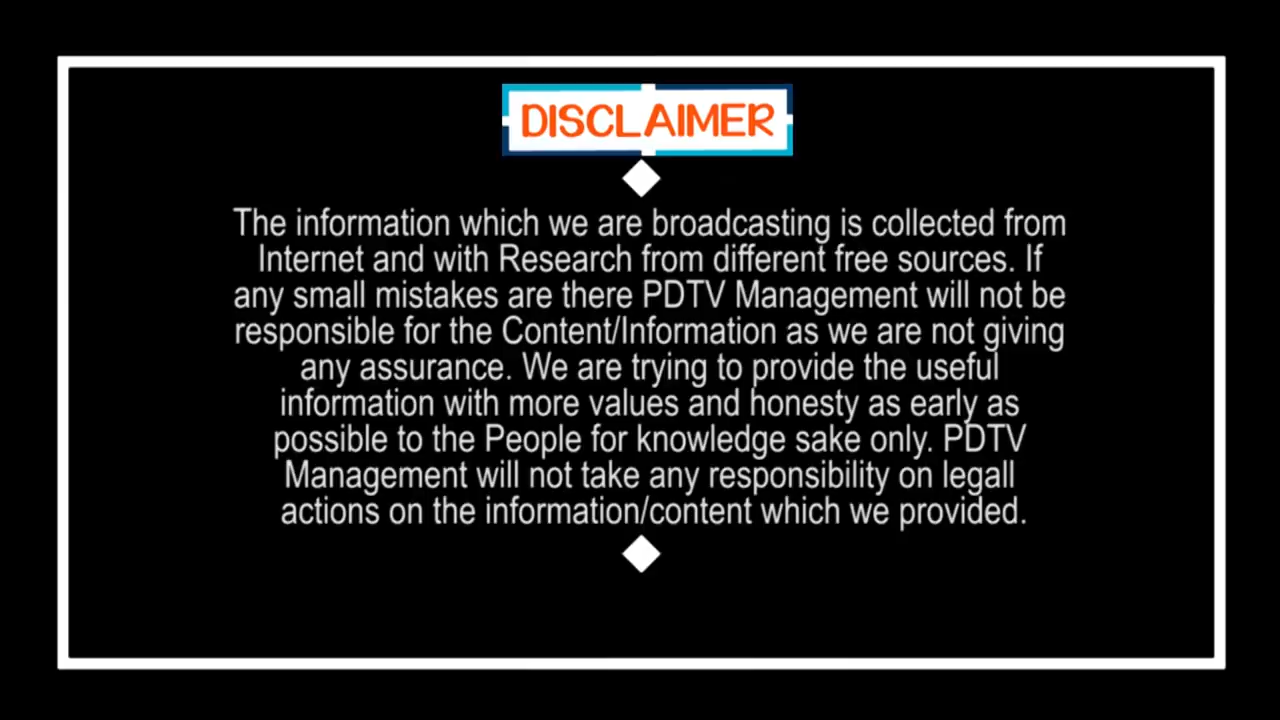 DISCLAIMER
The information which we are broadcasting is collected from
Internet and with Research from different free sources. If
any small mistakes are there PDTV Management will not be
responsible for the Content/Information as we are not giving
any assurance. We are trying to provide the useful
information with more values and honesty as early as
possible to the People for knowledge sake only. PDTV
Management will not take any responsibility on legall
actions on the information/content which we provided.